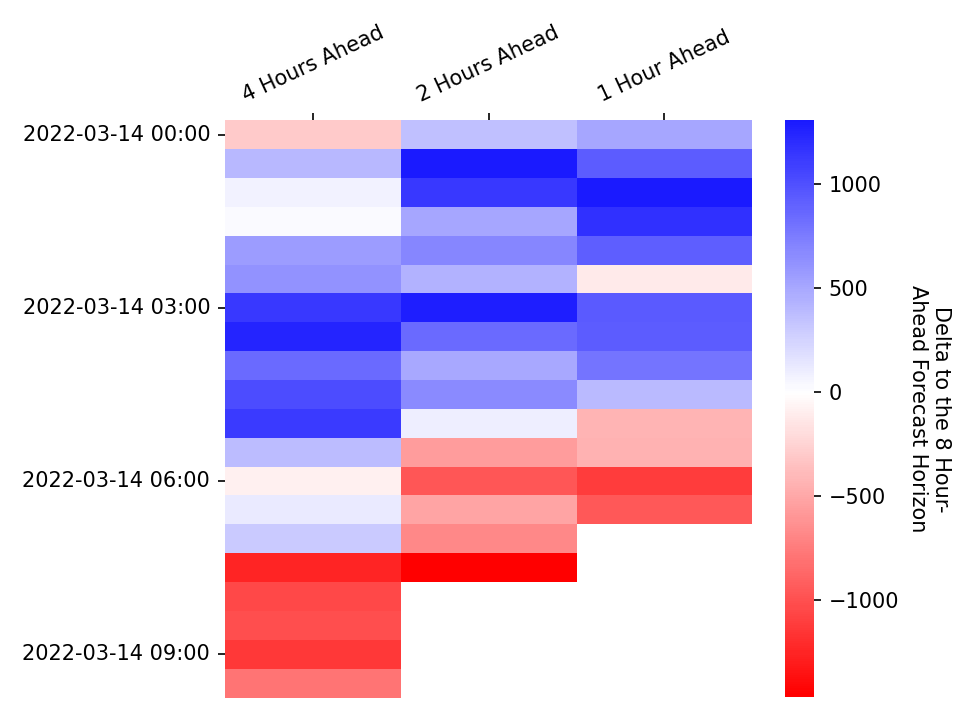 4 Hours Ahead
2 Hours Ahead
1 Hour Ahead
2022-03-14 00:00
2022-03-14 03:00
2022-03-14 06:00
2022-03-14 09:00
1000
500
0
−500
−1000
Delta to the 8 Hour-
Ahead Forecast Horizon